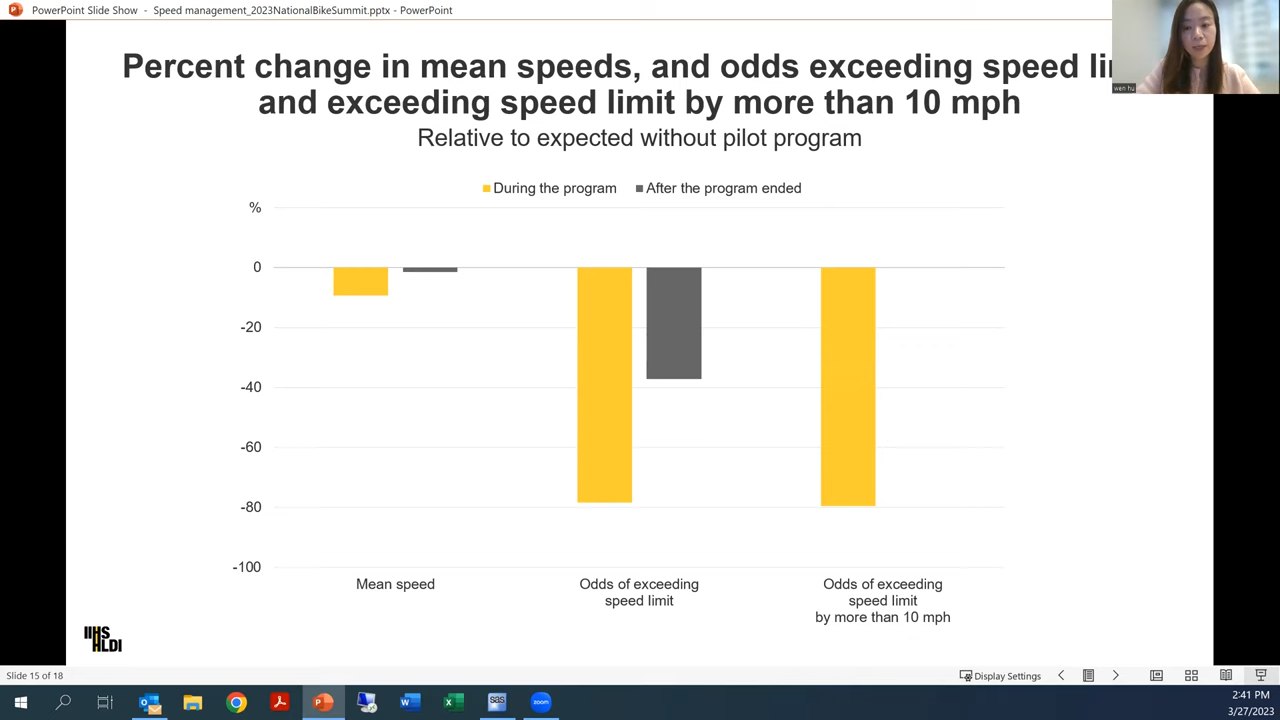 PowerPoint Slide Show - Speed management_2023NationalBikeSummit.pptx - PowerPoint
wen hu
Percent change in mean speeds, and odds exceeding speed li
and exceeding speed limit by more than 10 mph
Relative to expected without pilot program
During the program After the program ended
%
0
-20
-40
-60
-80
-100
Mean speed
Odds of exceeding
speed limit
Odds of exceeding
speed limit
by more than 10 mph
IIHS
HLDI
Slide 15 of 18
Display Settings
sas
zoom
2:41 PM
3/27/2023